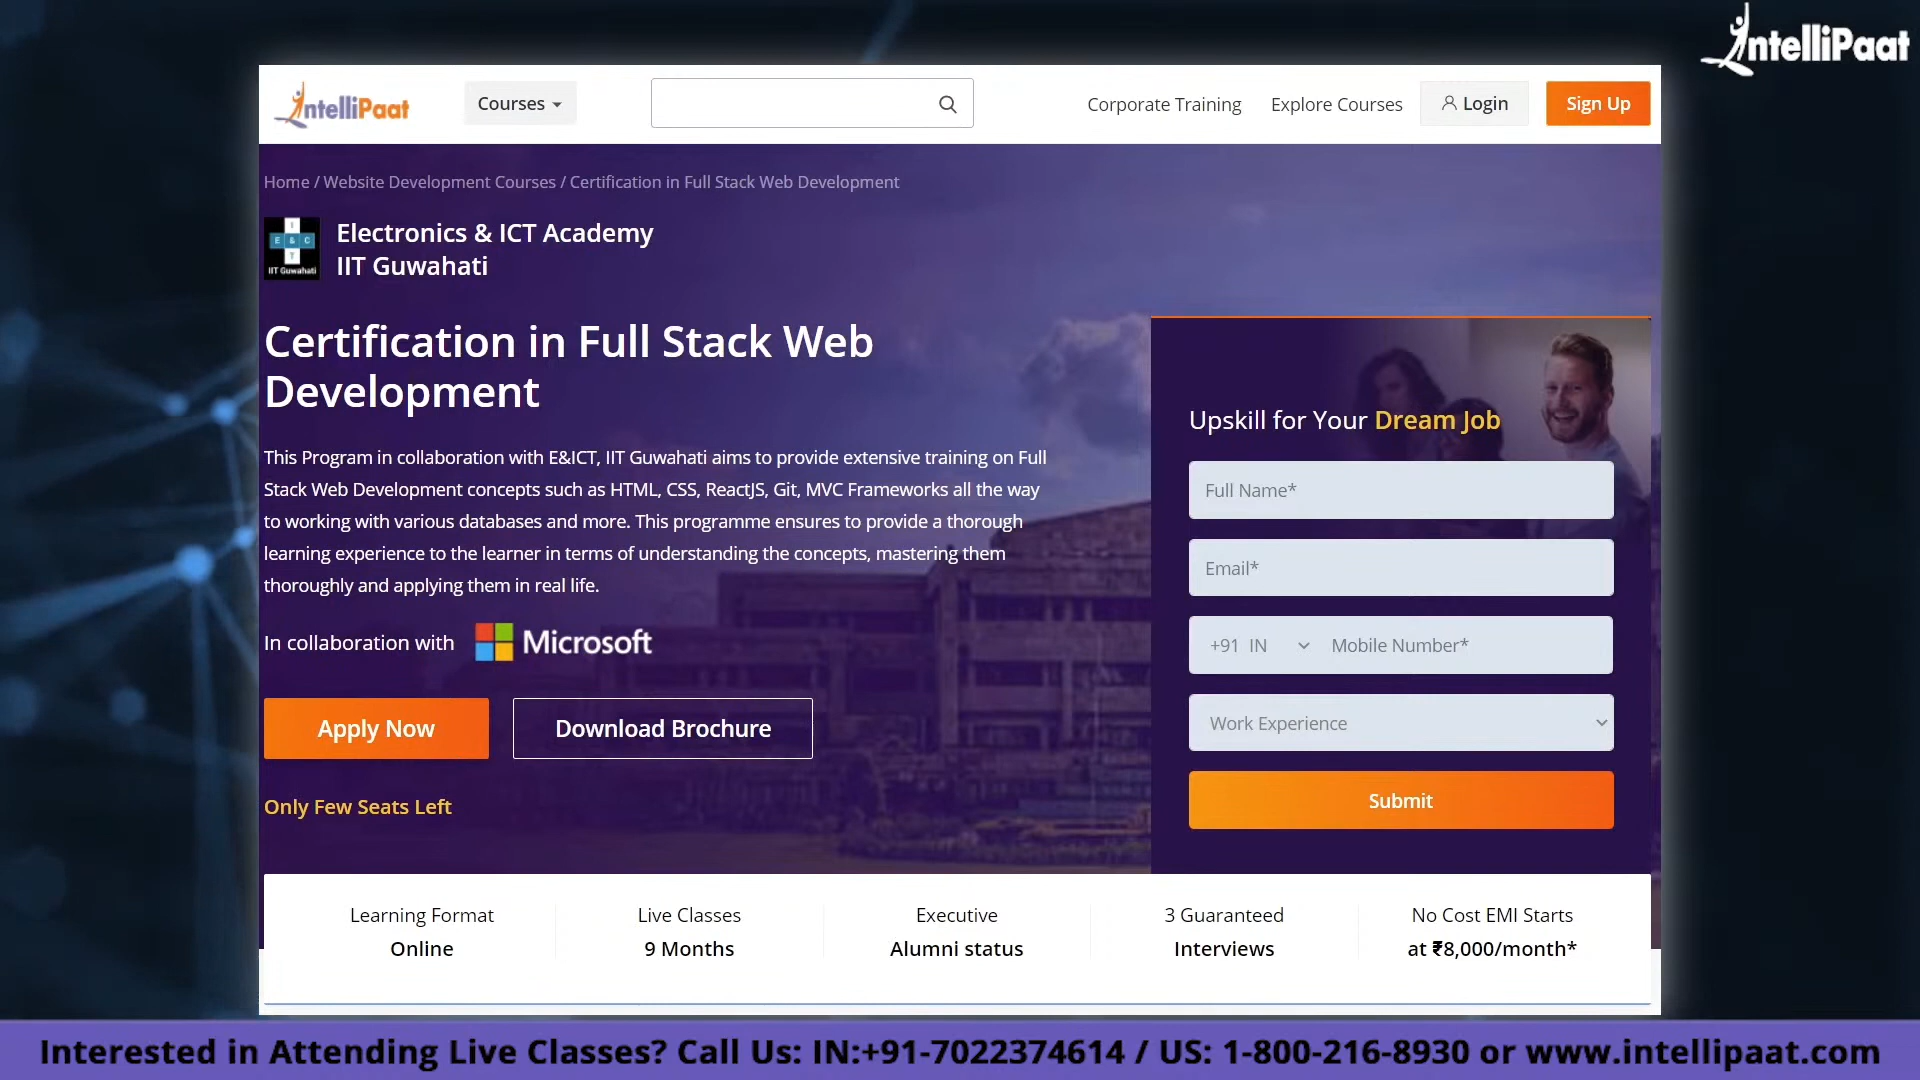 IntelliPaat
IntelliPaat
Courses
Corporate Training
Explore Courses
Login
Sign Up
Home / Website Development Courses / Certification in Full Stack Web Development
T
E & C
T
IIT Guwahati
Electronics & ICT Academy
IIT Guwahati
Certification in Full Stack Web
Development
This Program in collaboration with E&ICT, IIT Guwahati aims to provide extensive training on Full
Stack Web Development concepts such as HTML, CSS, ReactJS, Git, MVC Frameworks all the way
to working with various databases and more. This programme ensures to provide a thorough
learning experience to the learner in terms of understanding the concepts, mastering them
thoroughly and applying them in real life.
In collaboration with Microsoft
Apply Now
Download Brochure
Only Few Seats Left
Upskill for Your Dream Job
Full Name*
Email*
+91 IN Mobile Number*
Work Experience
Submit
Learning Format
Online
Live Classes
9 Months
Executive
Alumni status
3 Guaranteed
Interviews
No Cost EMI Starts
at ₹8,000/month*
Interested in Attending Live Classes? Call Us: IN:+91-7022374614 / US: 1-800-216-8930 or www.intellipaat.com